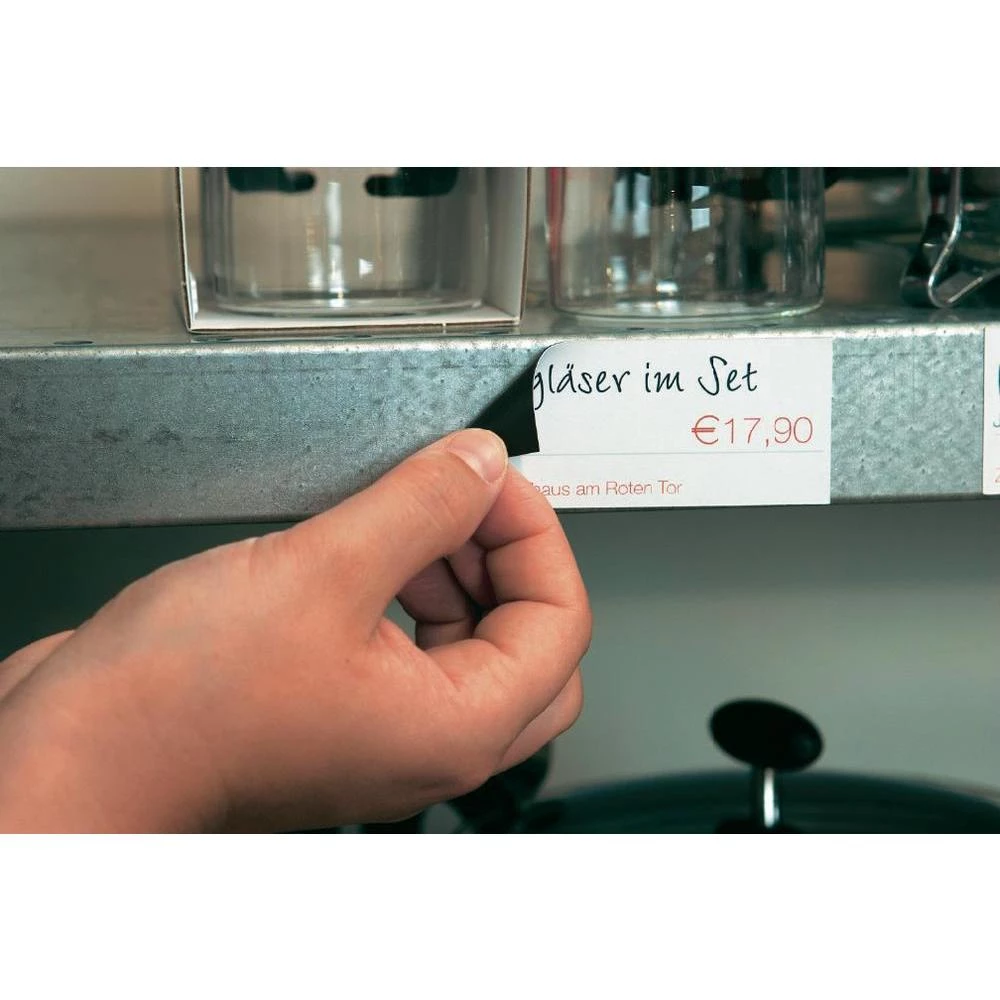 gläser im Set
€17,90
haus am Roten Tor